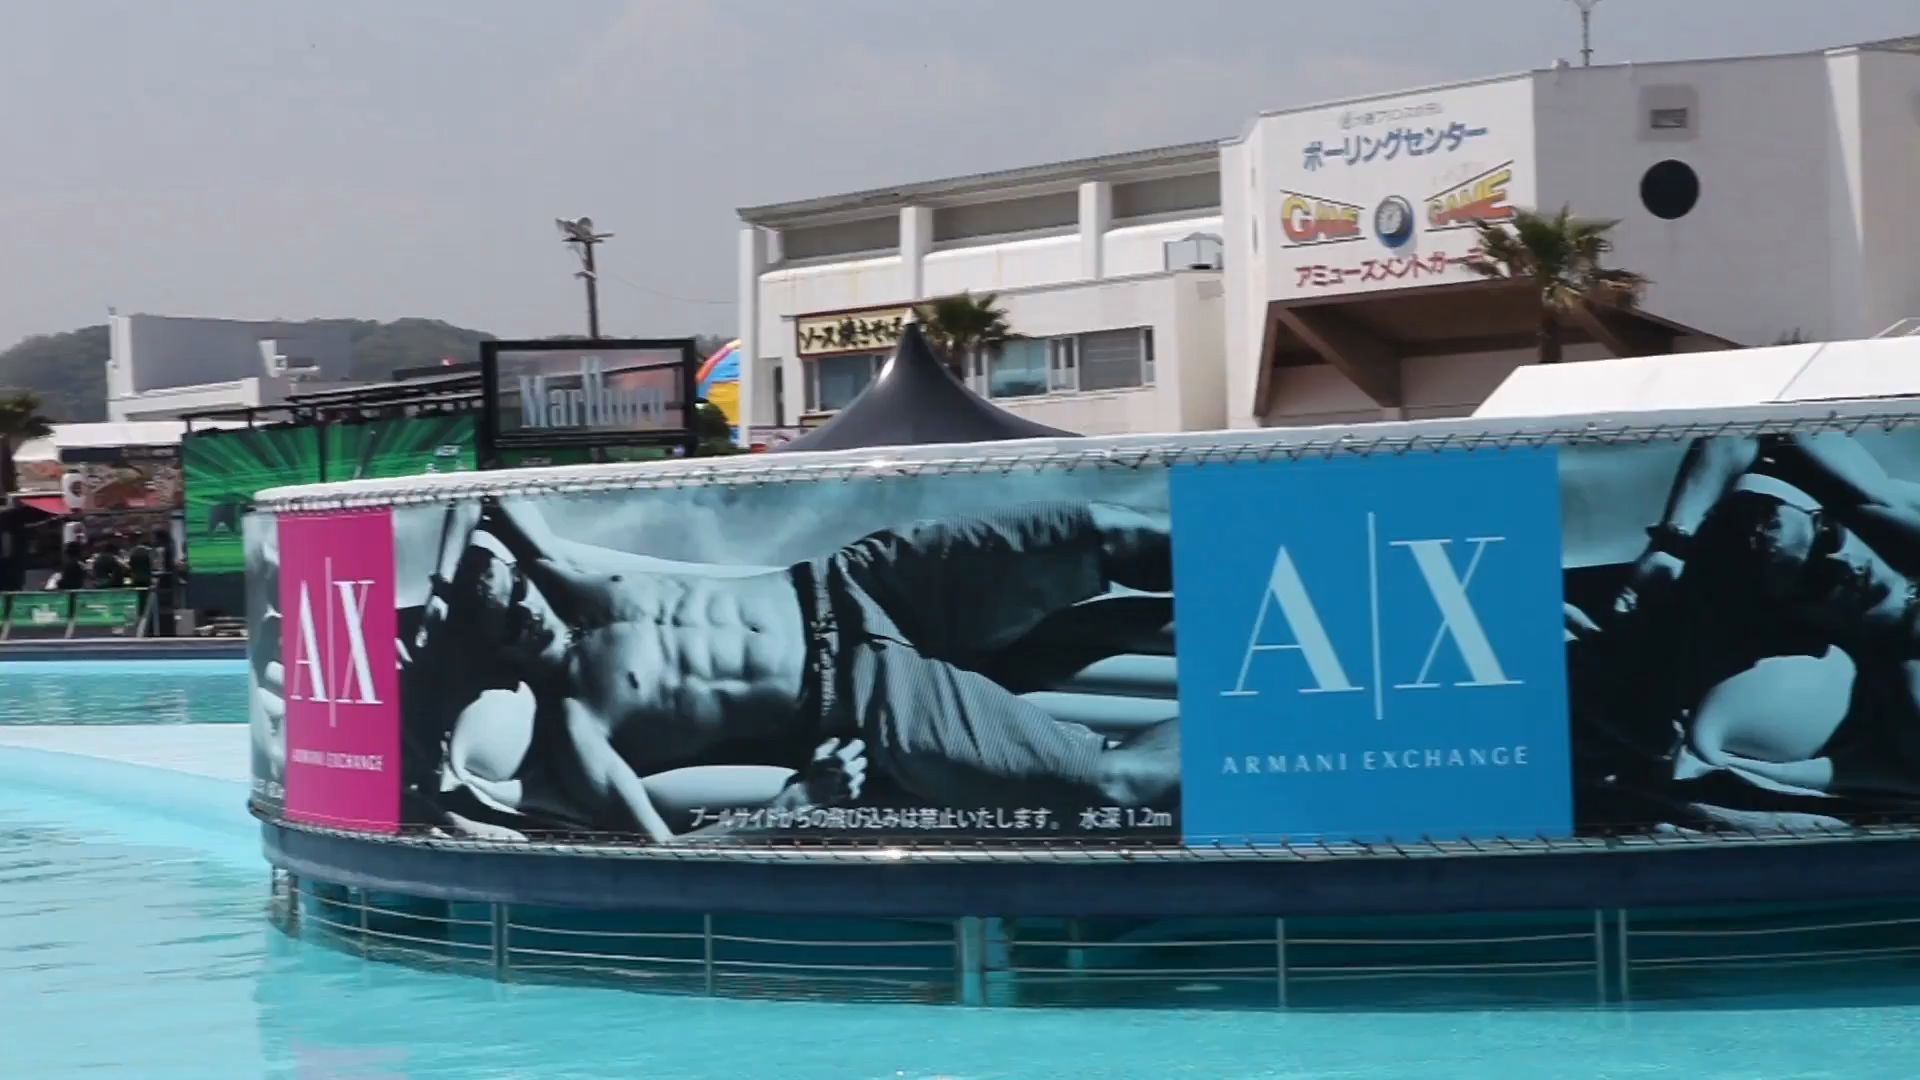 ボーリングセンター
GAME
GAME
アミューズメントガーデ
ソース焼きそば
Marlboro
A|X
ARMANI EXCHANGE
A|X
ARMANI EXCHANGE
プールサイドからの飛び込みは禁止いたします。 水深 1.2m